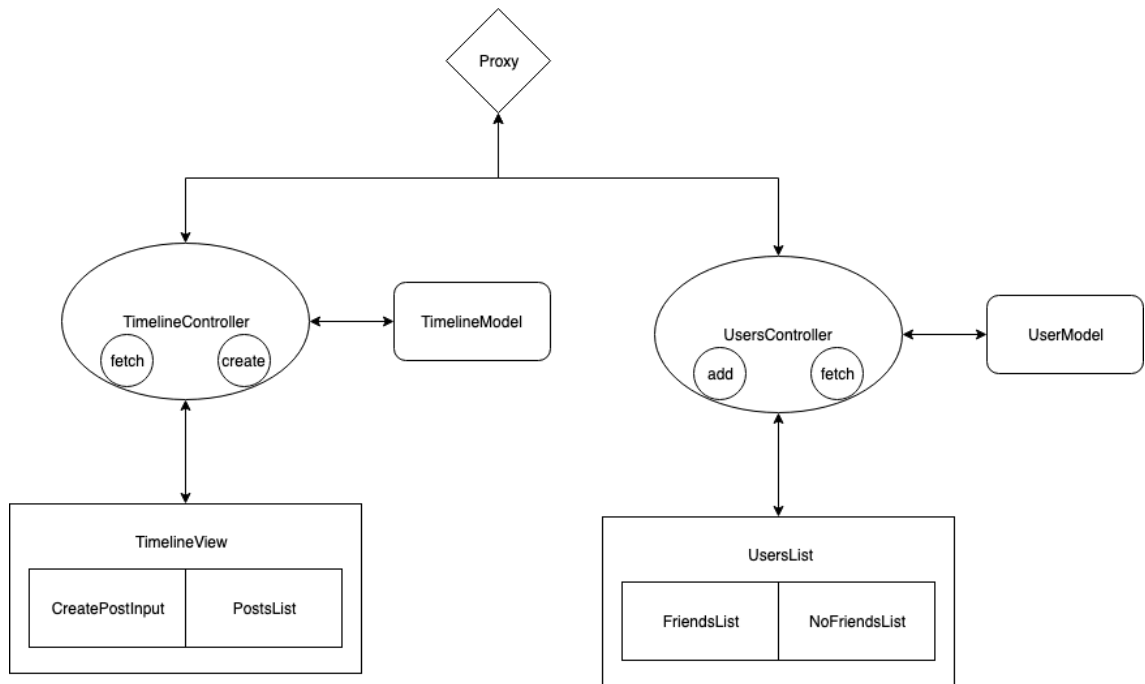 Proxy
TimelineController
fetch
create
TimelineModel
UsersController
add
fetch
UserModel
TimelineView
CreatePostInput
PostsList
UsersList
FriendsList
NoFriendsList